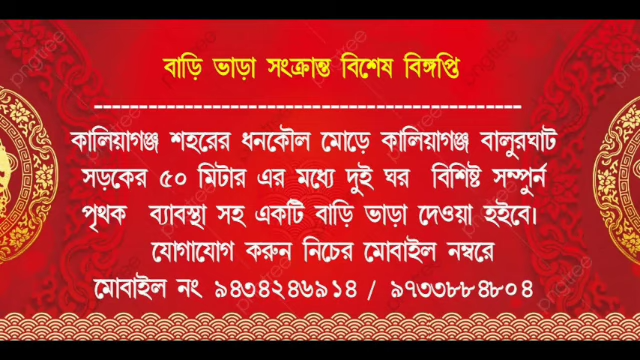 বাড়ি ভাড়া সংক্রান্ত বিশেষ বিঙ্গপ্তি
------------------------------------------------
কালিয়াগঞ্জ শহরের ধনকৌল মোড়ে কালিয়াগঞ্জ বালুরঘাট
সড়কের ৫০ মিটার এর মধ্যে দুই ঘর বিশিষ্ট সম্পুর্ন
পৃথক ব্যাবস্থা সহ একটি বাড়ি ভাড়া দেওয়া হইবে।
যোগাযোগ করুন নিচের মোবাইল নম্বরে
মোবাইল নং ৯৪৩৪২৪৬৯১৪ / ৯৭৩৩৮৮৪৮০৪